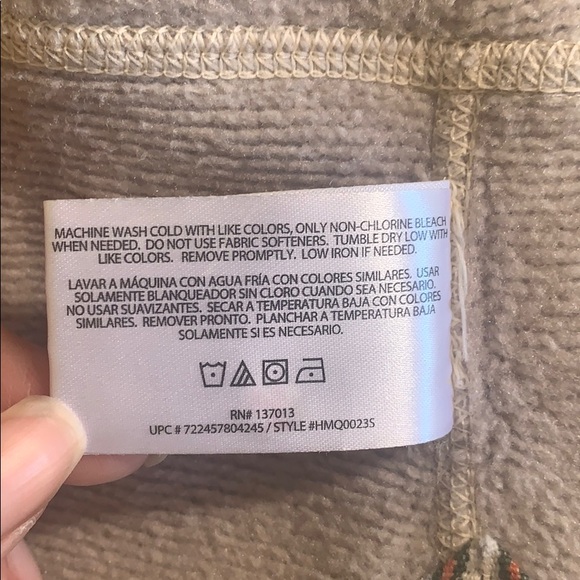 MACHINE WASH COLD WITH LIKE COLORS, ONLY NON-CHLORINE BLEACH
WHEN NEEDED. DO NOT USE FABRIC SOFTENERS. TUMBLE DRY LOW WITH
LIKE COLORS. REMOVE PROMPTLY. LOW IRON IF NEEDED.
LAVAR A MÁQUINA CON AGUA FRÍA CON COLORES SIMILARES. USAR
SOLAMENTE BLANQUEADOR SIN CLORO CUANDO SEA NECESARIO.
NO USAR SUAVIZANTES. SECAR A TEMPERATURA BAJA CON COLORES
SIMILARES. REMOVER PRONTO. PLANCHAR A TEMPERATURA BAJA
SOLAMENTE SI ES NECESARIO.
RN# 137013
UPC # 722457804245 / STYLE #HMQ0023S